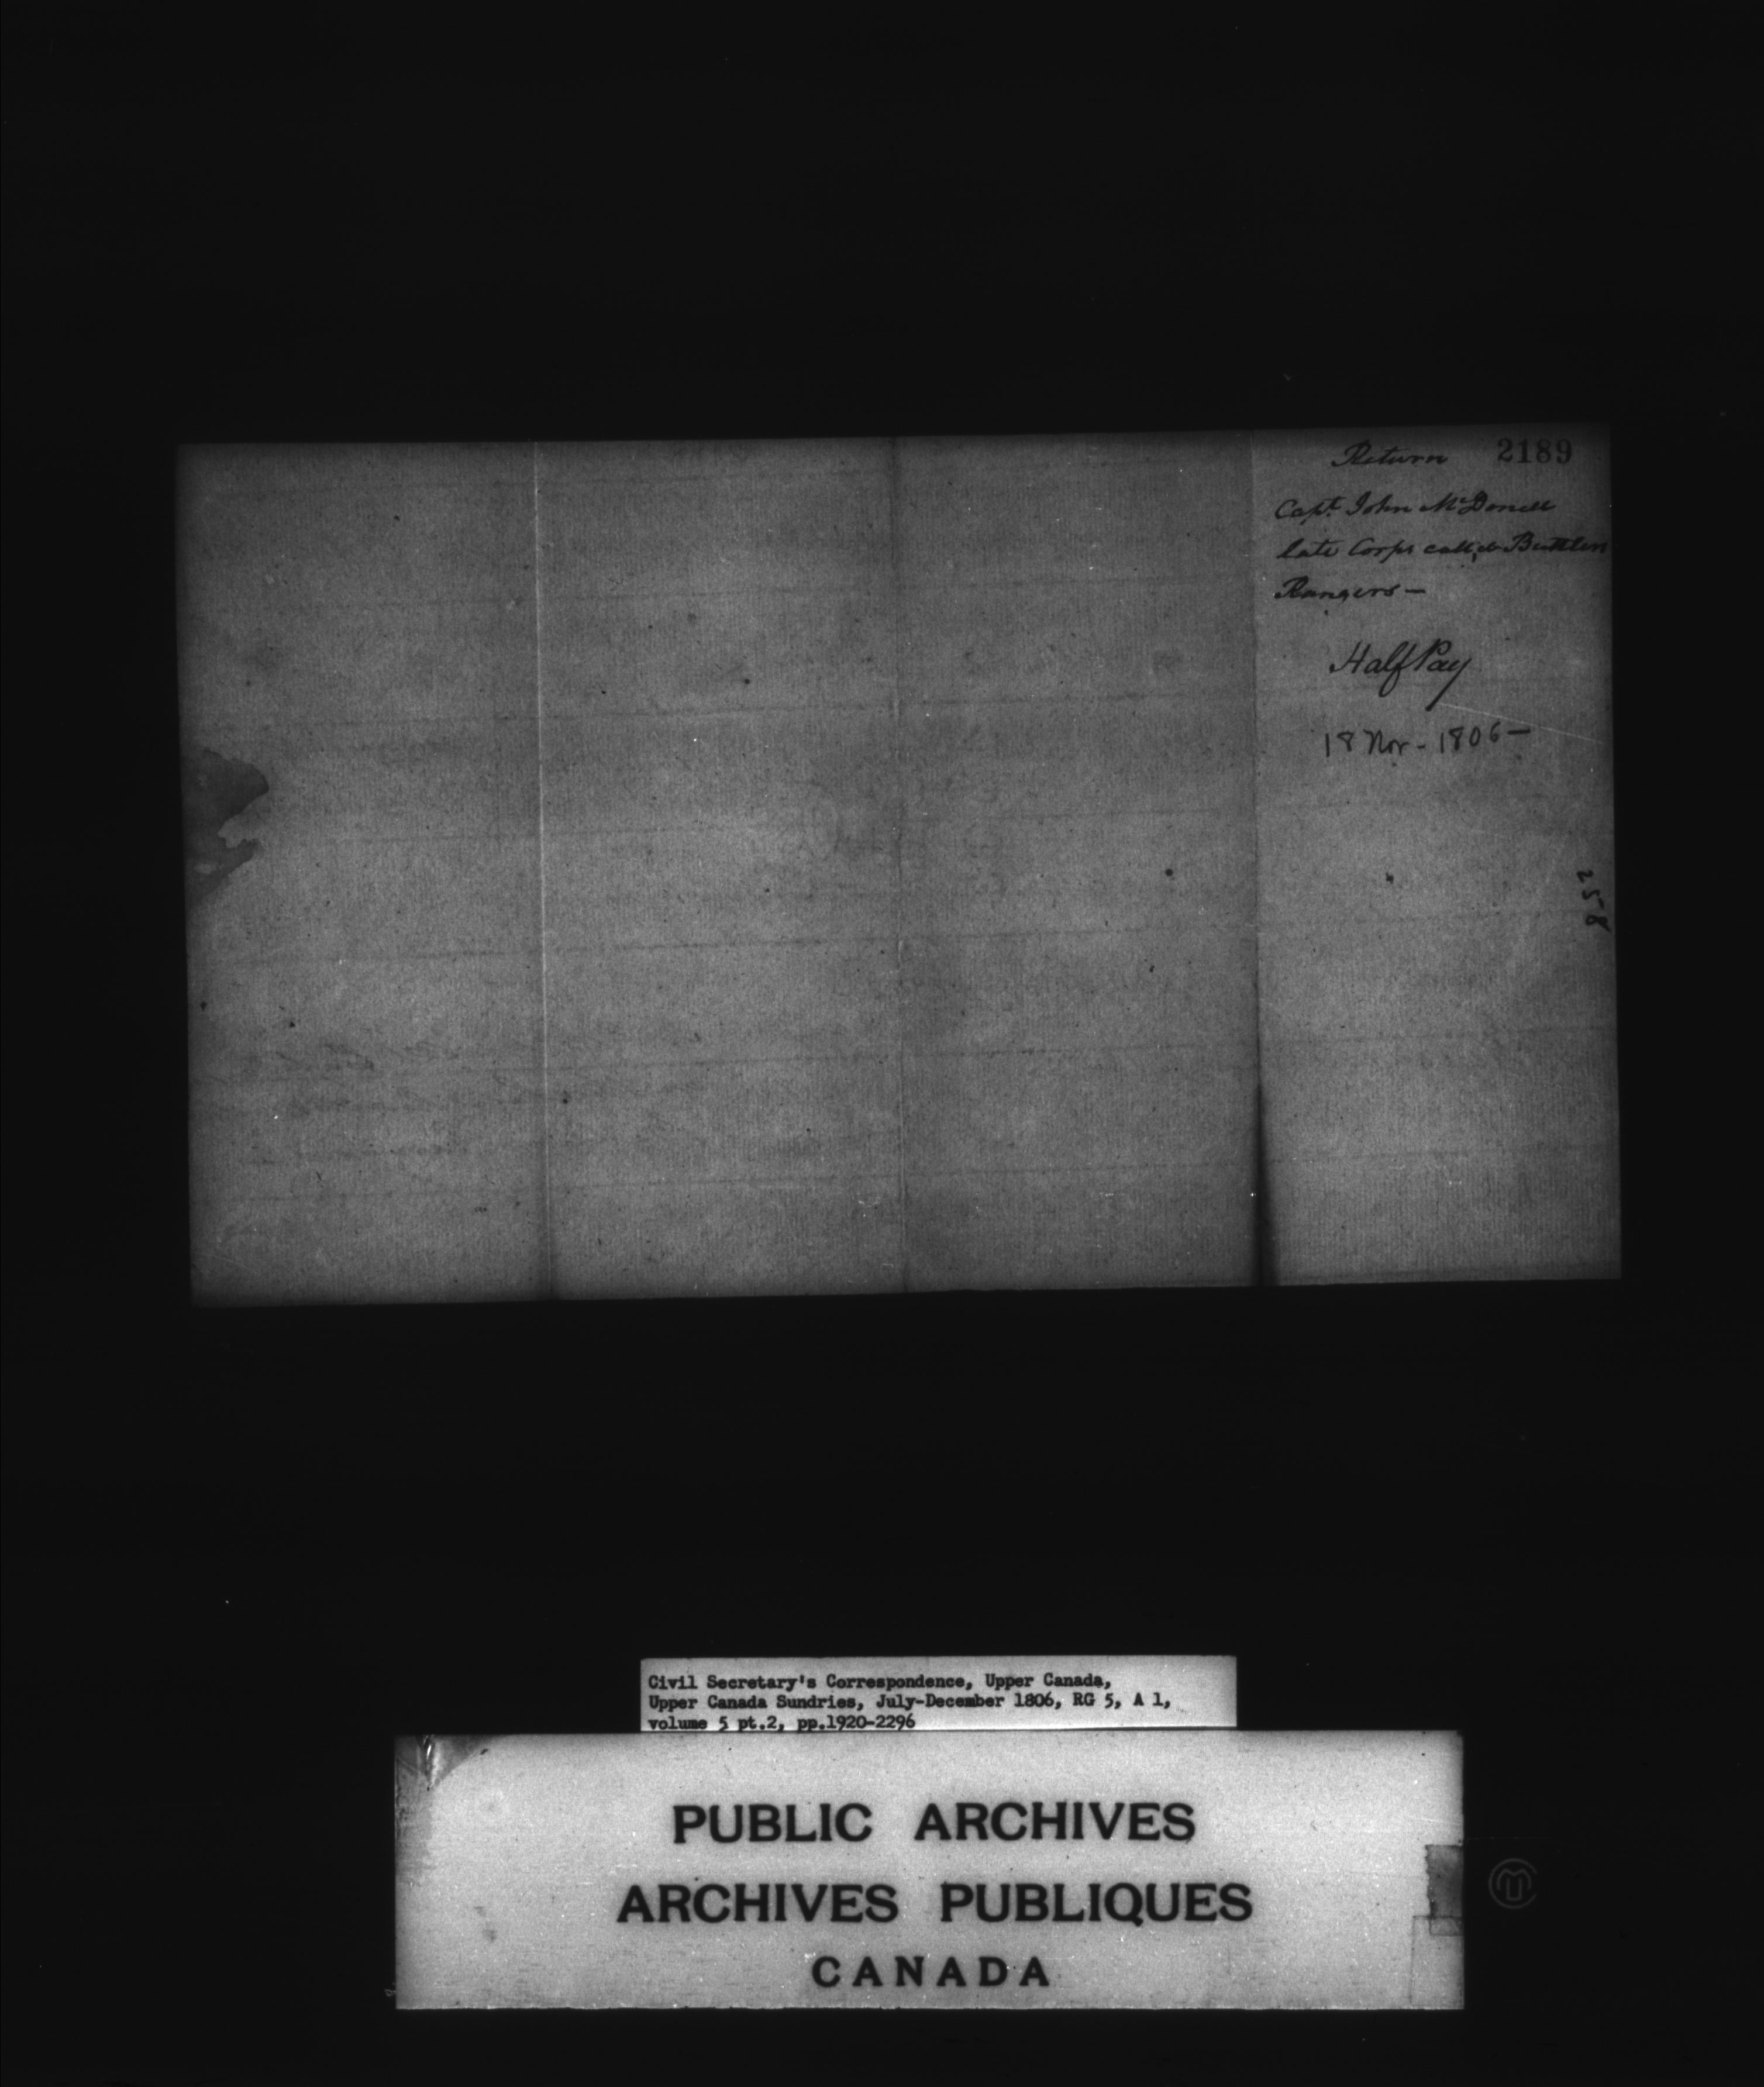 Return 2189
Capt. John McDonell
late Corps call,d Buttlers
Rangers —
Half Pay
18 Nov - 1806 —
258
Civil Secretary's Correspondence, Upper Canada,
Upper Canada Sundries, July-December 1806, RG 5, A 1,
volume 5 pt.2, pp.1920-2296
PUBLIC ARCHIVES
ARCHIVES PUBLIQUES
CANADA